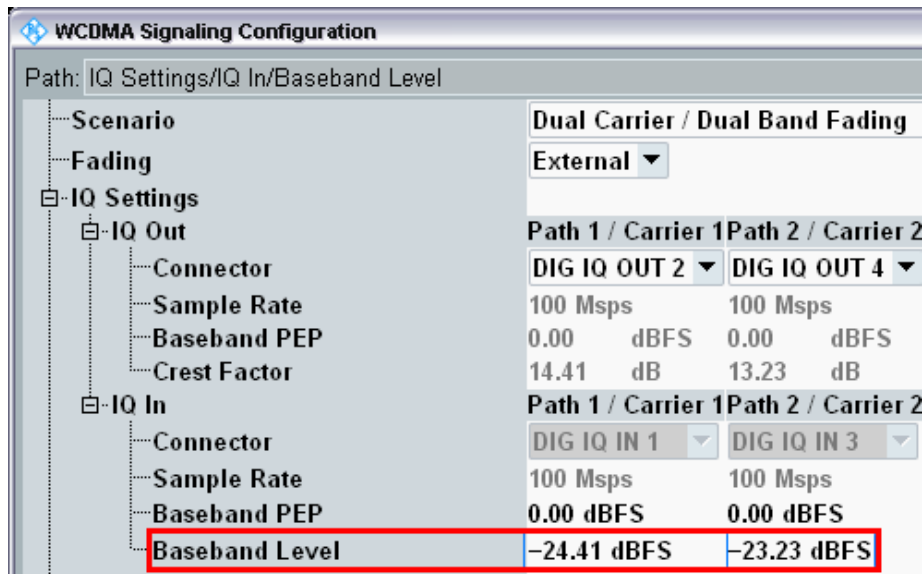 WCDMA Signaling Configuration
Path: IQ Settings/IQ In/Baseband Level
Scenario Dual Carrier / Dual Band Fading
Fading External
IQ Settings
IQ Out Path 1 / Carrier 1 Path 2 / Carrier 2
Connector DIG IQ OUT 2 DIG IQ OUT 4
Sample Rate 100 Msps 100 Msps
Baseband PEP 0.00 dBFS 0.00 dBFS
Crest Factor 14.41 dB 13.23 dB
IQ In Path 1 / Carrier 1 Path 2 / Carrier 2
Connector DIG IQ IN 1 DIG IQ IN 3
Sample Rate 100 Msps 100 Msps
Baseband PEP 0.00 dBFS 0.00 dBFS
Baseband Level −24.41 dBFS −23.23 dBFS